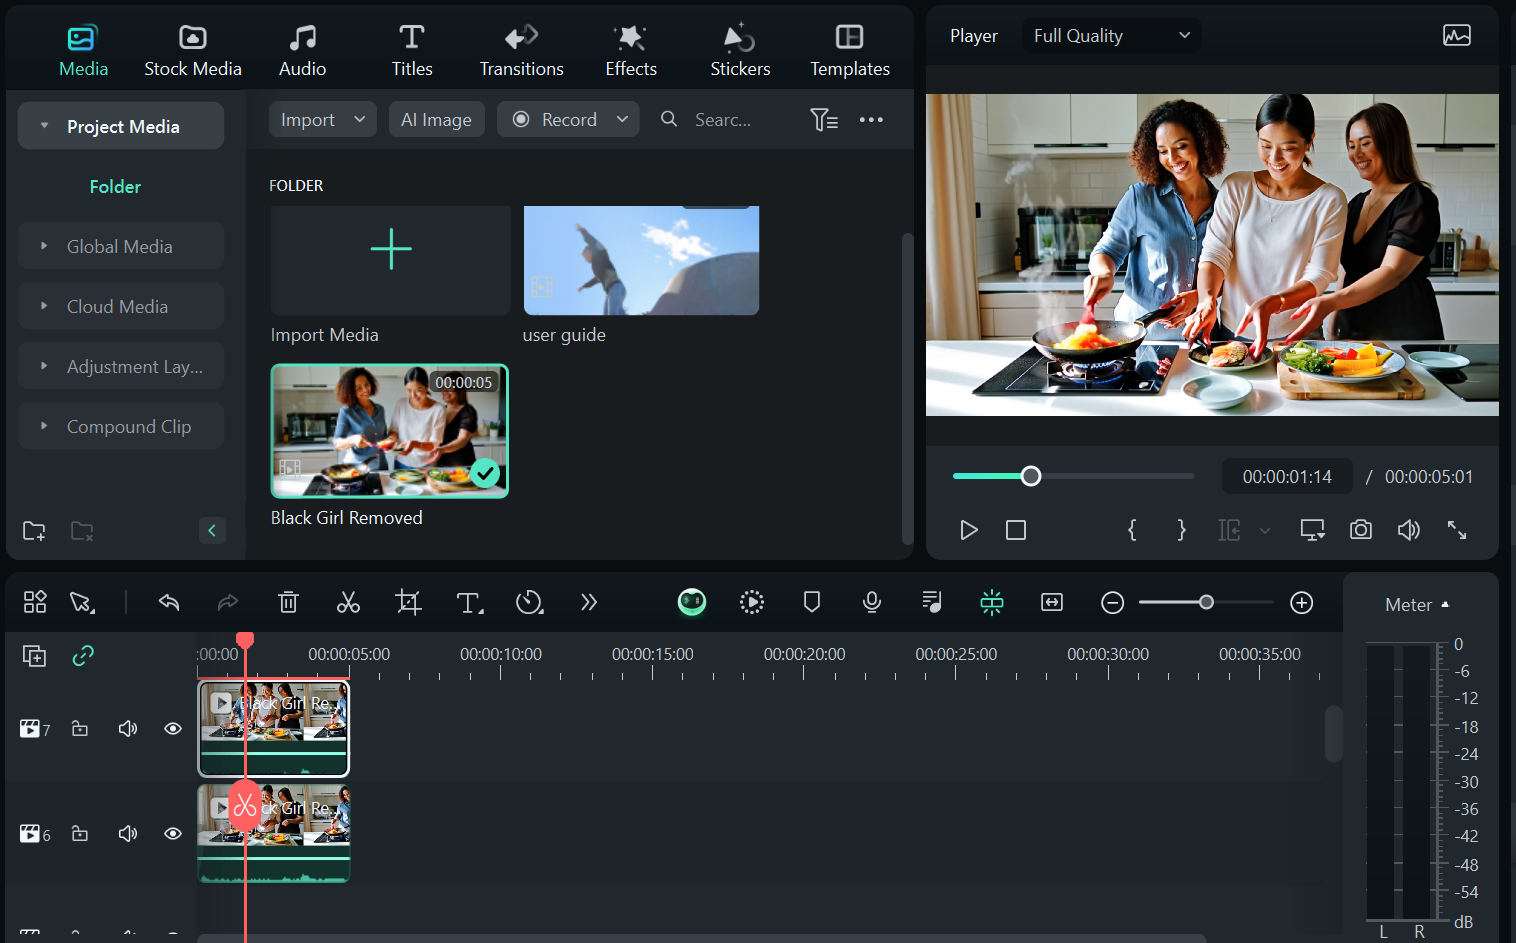 Media
Stock Media
Audio
Titles
Transitions
Effects
Stickers
Templates
Player
Full Quality
Project Media
Folder
Global Media
Cloud Media
Adjustment Lay...
Compound Clip
Import
AI Image
Record
Searc...
FOLDER
Import Media
user guide
00:00:05
Black Girl Removed
00:00:01:14 / 00:00:05:01
Meter
:00:00
00:00:05:00
00:00:10:00
00:00:15:00
00:00:20:00
00:00:25:00
00:00:30:00
00:00:35:00
7
Black Girl Re...
6
ck Girl Re...
0
-6
-12
-18
-24
-30
-36
-42
-48
-54
dB
L R